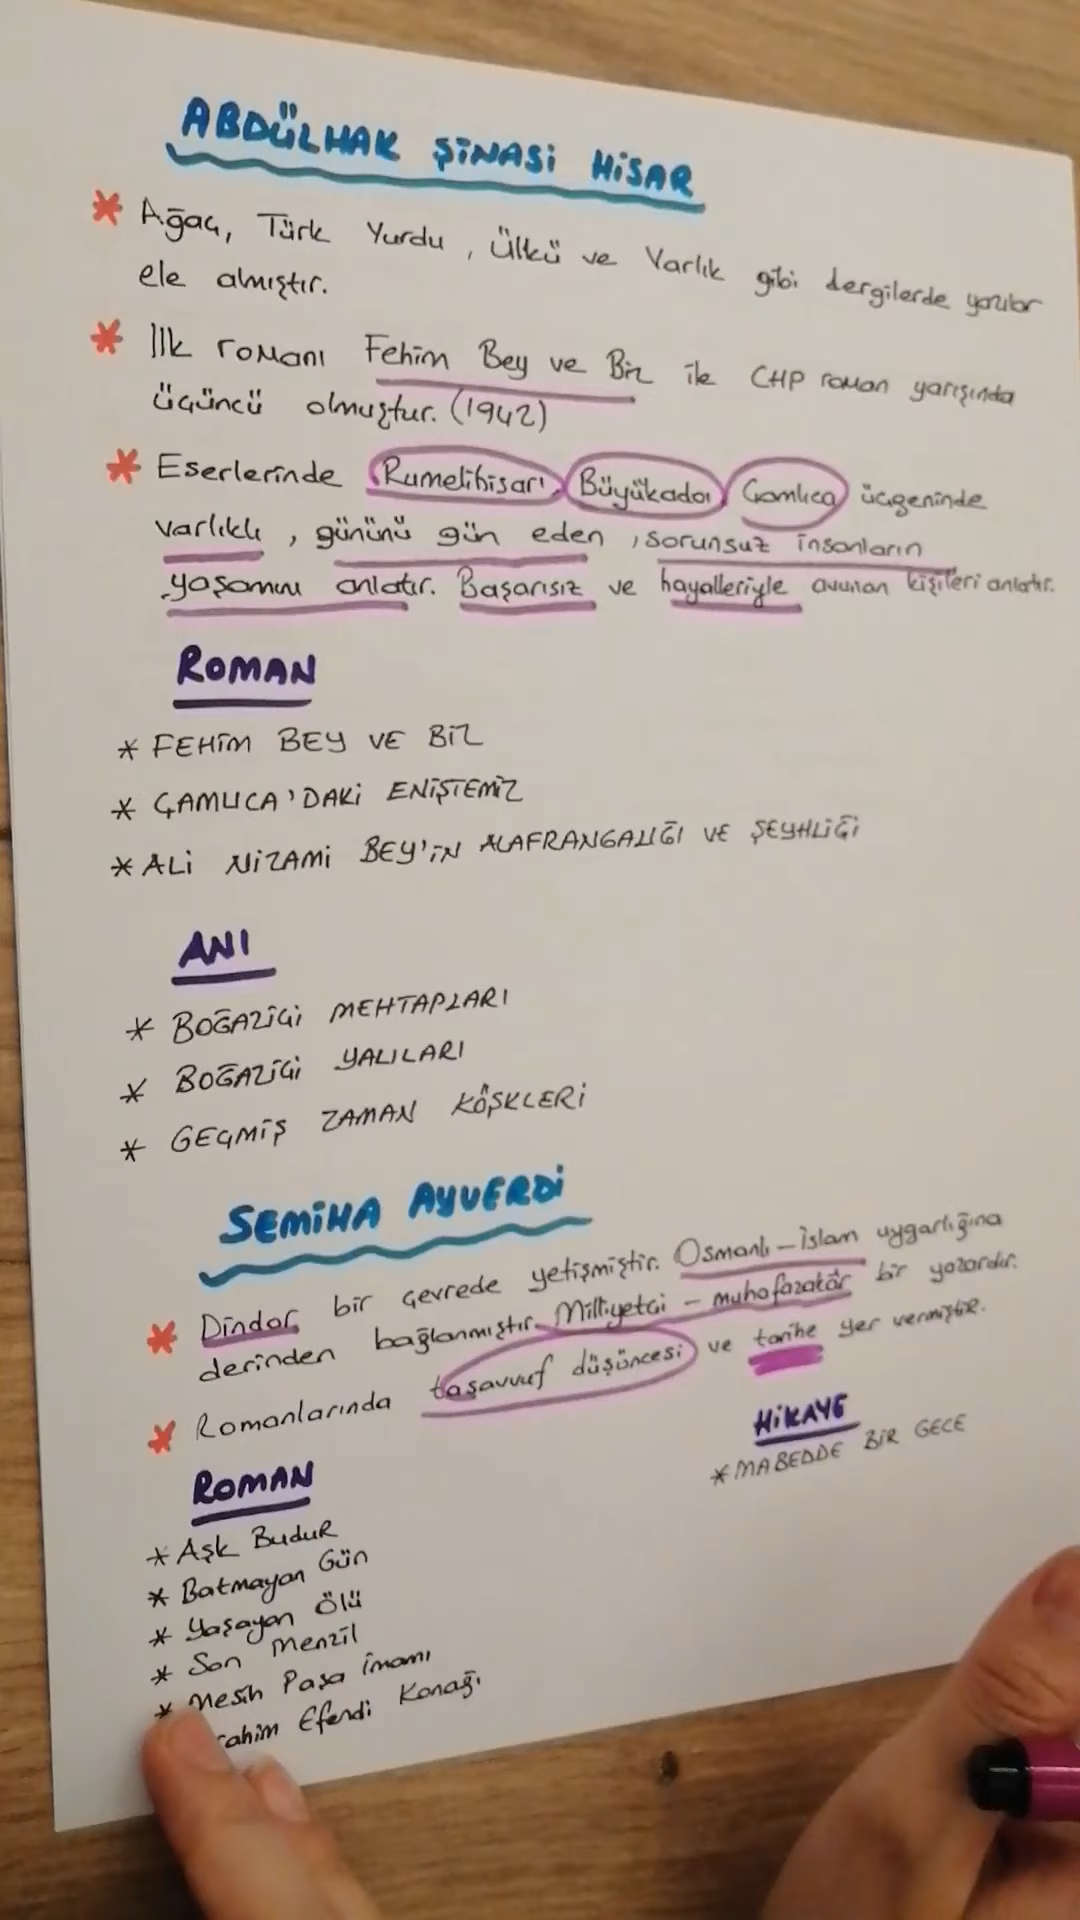 ABDÜLHAK ŞİNASİ HİSAR
* Ağaç, Türk Yurdu, Ülkü ve Varlık gibi dergilerde yazılar
ele almıştır.
* İlk romanı Fehim Bey ve Biz ile CHP roman yarışında
üçüncü olmuştur. (1942)
* Eserlerinde Rumelihisarı, Büyükada, Çamlıca üçgeninde
varlıklı, gününü gün eden, sorunsuz insanların
yaşamını anlatır. Başarısız ve hayalleriyle avunan kişileri anlatır.
ROMAN
* FEHİM BEY VE BİZ
* ÇAMLICA'DAKİ ENİŞTEMİZ
* ALİ NİZAMİ BEY'İN ALAFRANGALIĞI VE ŞEYHLİĞİ
ANI
* BOĞAZİÇİ MEHTAPLARI
* BOĞAZİÇİ YALILARI
* GEÇMİŞ ZAMAN KÖŞKLERİ
SEMİHA AYVERDİ
* Dindar bir çevrede yetişmiştir. Osmanlı-İslam uygarlığına
derinden bağlanmıştır. Milliyetçi - muhafazakâr bir yazardır.
* Romanlarında tasavvuf düşüncesi ve tarihe yer vermiştir.
ROMAN
* Aşk Budur
* Batmayan Gün
* Yaşayan Ölü
* Son Menzil
* Mesih Paşa İmamı
rahim Efendi Konağı
HİKAYE
* MABEDDE BİR GECE